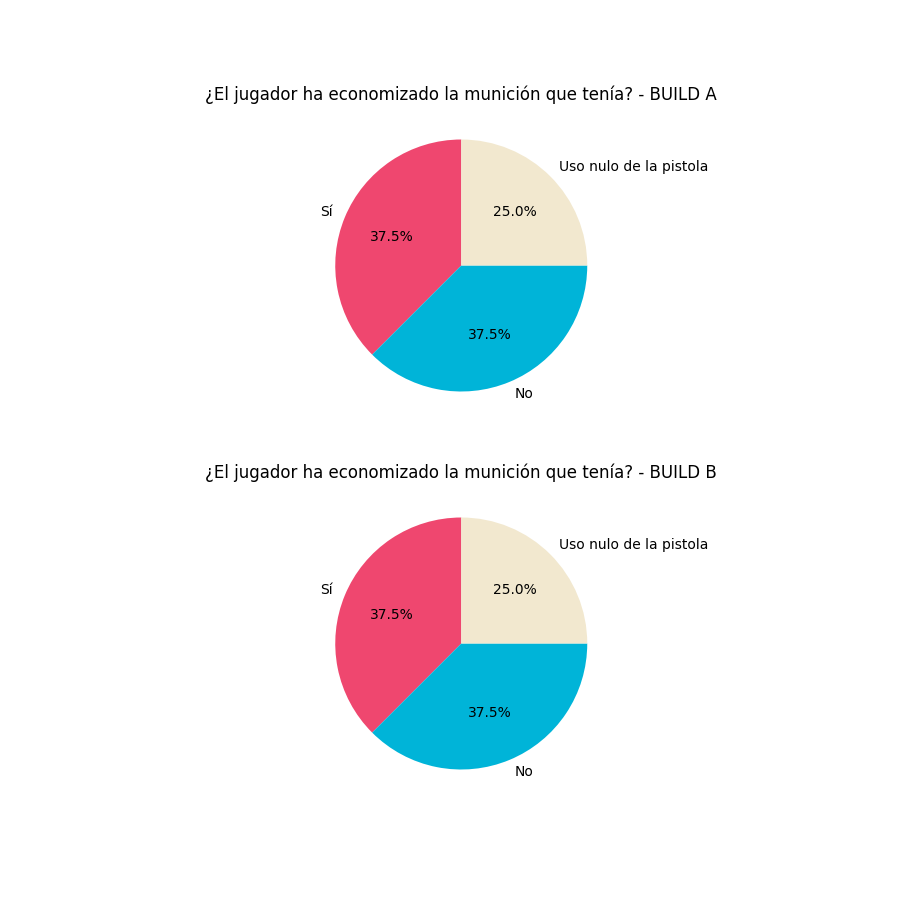 ¿El jugador ha economizado la munición que tenía? - BUILD A
Uso nulo de la pistola
Sí
25.0%
37.5%
37.5%
No
¿El jugador ha economizado la munición que tenía? - BUILD B
Uso nulo de la pistola
Sí
25.0%
37.5%
37.5%
No